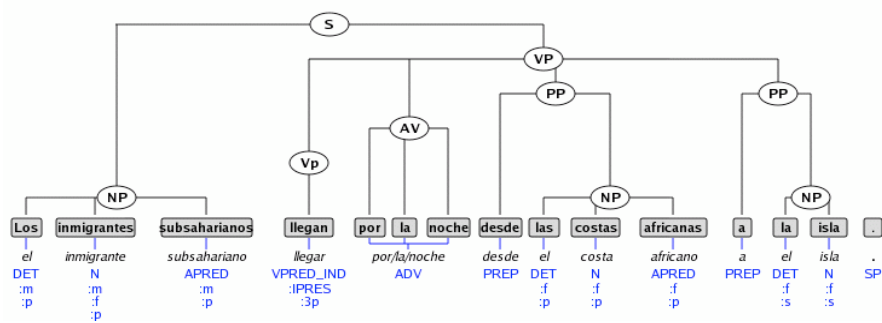 S
VP
PP PP
AV
Vp
NP NP NP
Los inmigrantes subsaharianos llegan por la noche desde las costas africanas a la isla .
el inmigrante subsahariano llegar por/la/noche desde el costa africano a el isla .
DET N APRED VPRED_IND ADV PREP DET N APRED PREP DET N SP
:m :m :m :IPRES :f :f :f :f :f
:p :f :p :3p :p :p :p :s :s
:p